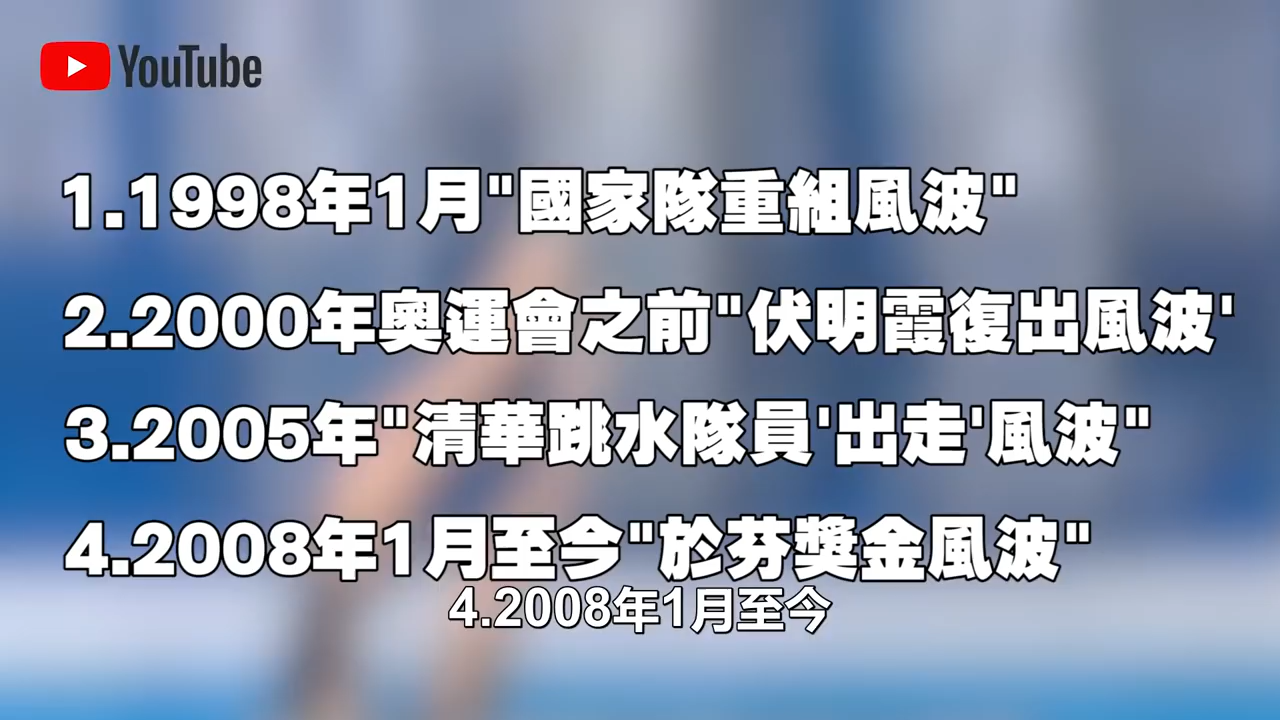 YouTube
1.1998年1月"國家隊重組風波"
2.2000年奧運會之前"伏明霞復出風波'
3.2005年"清華跳水隊員'出走'風波"
4.2008年1月至今"於芬獎金風波"
4.2008年1月至今